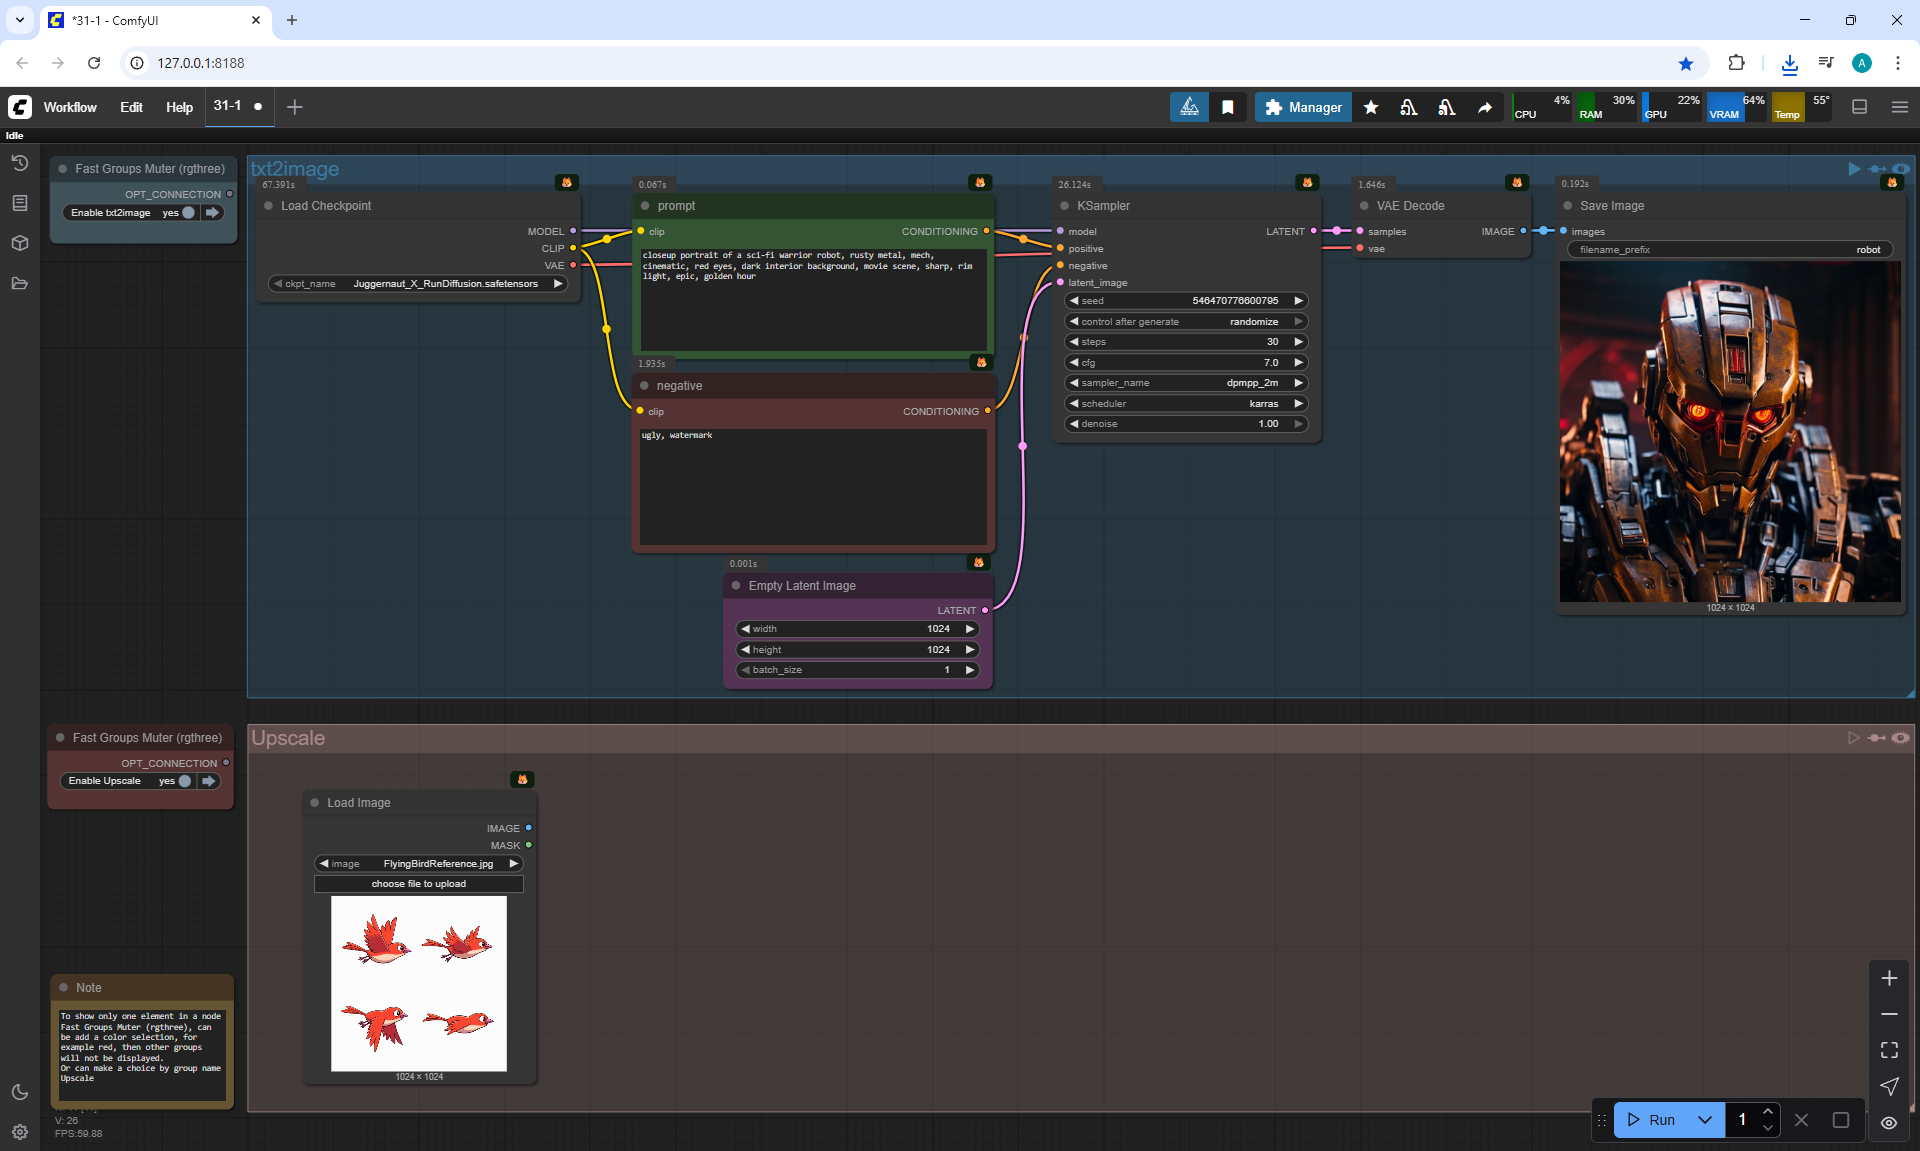 *31-1 - ComfyUI
127.0.0.1:8188
Workflow Edit Help 31-1
Manager
4% CPU 30% RAM 22% GPU 64% VRAM 55° Temp
Idle
Fast Groups Muter (rgthree)
OPT_CONNECTION
Enable txt2image yes
txt2image
67.391s
Load Checkpoint
MODEL
CLIP
VAE
ckpt_name Juggernaut_X_RunDiffusion.safetensors
0.067s
prompt
clip CONDITIONING
closeup portrait of a sci-fi warrior robot, rusty metal, mech,
cinematic, red eyes, dark interior background, movie scene, sharp, rim
light, epic, golden hour
1.935s
negative
clip CONDITIONING
ugly, watermark
0.001s
Empty Latent Image
LATENT
width 1024
height 1024
batch_size 1
26.124s
KSampler
model LATENT
positive
negative
latent_image
seed 546470776600795
control after generate randomize
steps 30
cfg 7.0
sampler_name dpmpp_2m
scheduler karras
denoise 1.00
1.646s
VAE Decode
samples IMAGE
vae
0.192s
Save Image
images
filename_prefix robot
1024 × 1024
Fast Groups Muter (rgthree)
OPT_CONNECTION
Enable Upscale yes
Upscale
Load Image
IMAGE
MASK
image FlyingBirdReference.jpg
choose file to upload
1024 × 1024
Note
To show only one element in a node
Fast Groups Muter (rgthree), can
be add a color selection, for
example red, then other groups
will not be displayed.
Or can make a choice by group name
Upscale
V: 26
FPS:59.88
Run 1
A